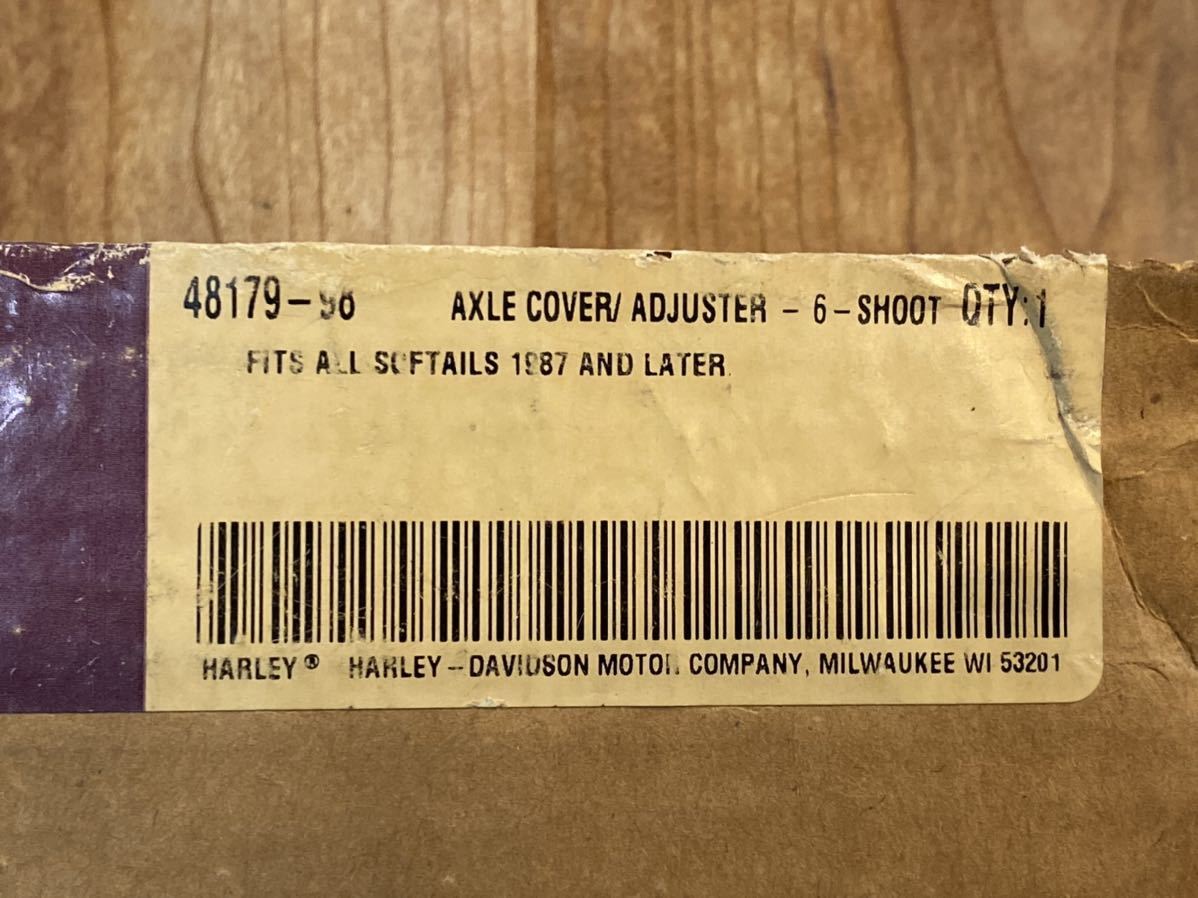 48179-98 AXLE COVER/ ADJUSTER - 6-SHOOT QTY:1
FITS ALL SOFTAILS 1987 AND LATER.
HARLEY® HARLEY-DAVIDSON MOTOR COMPANY, MILWAUKEE WI 53201